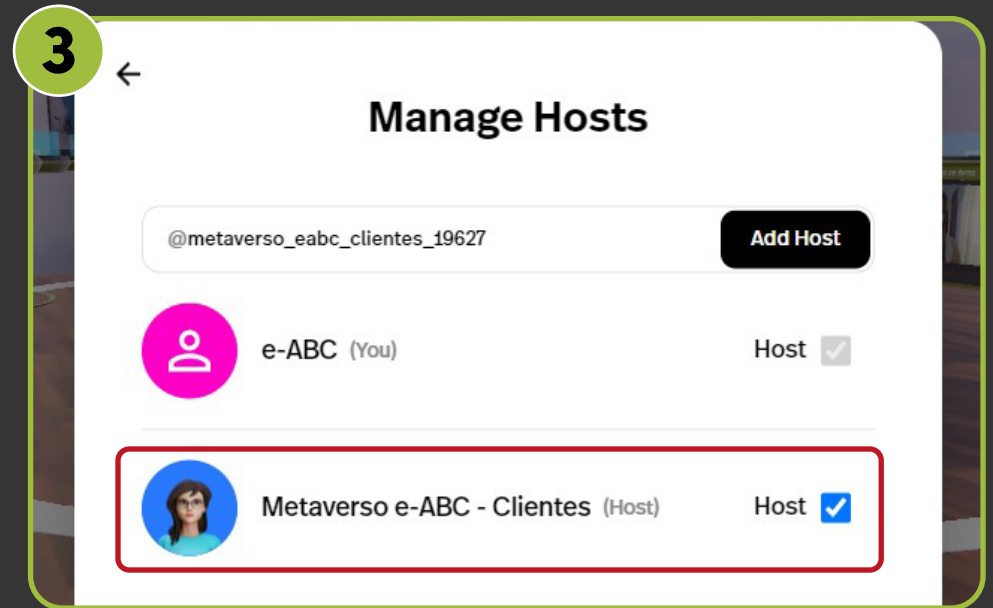 3
Manage Hosts
@metaverso_eabc_clientes_19627 Add Host
e-ABC (You) Host
Metaverso e-ABC - Clientes (Host) Host